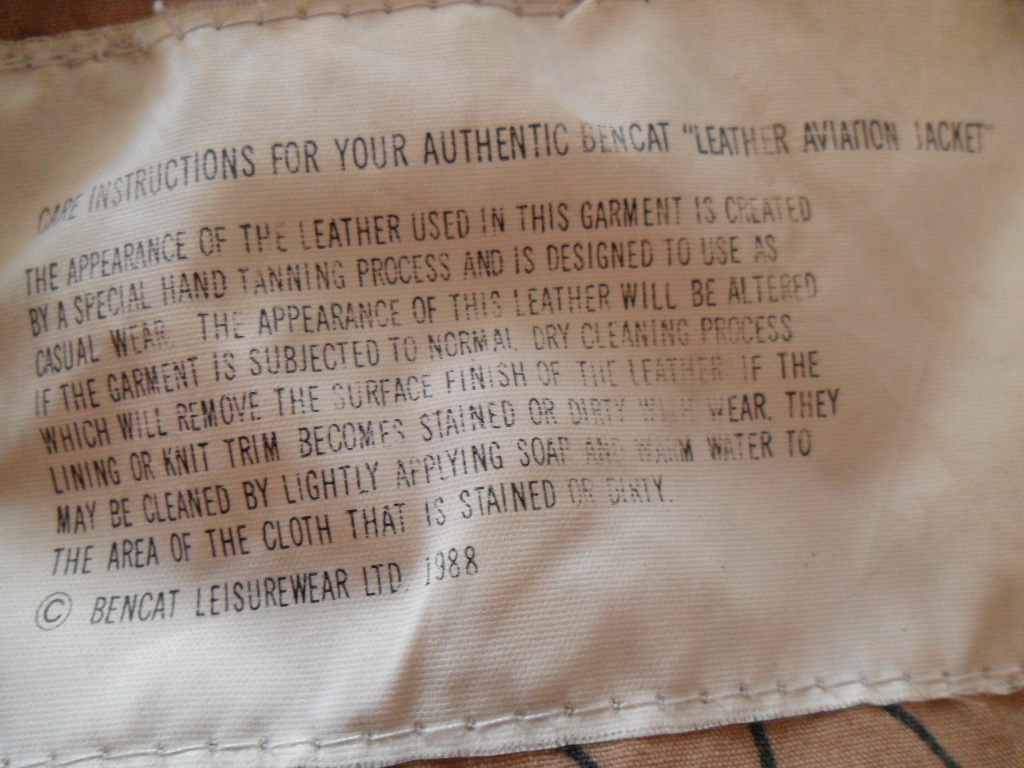 CARE INSTRUCTIONS FOR YOUR AUTHENTIC BENCAT "LEATHER AVIATION JACKET"
THE APPEARANCE OF THE LEATHER USED IN THIS GARMENT IS CREATED
BY A SPECIAL HAND TANNING PROCESS AND IS DESIGNED TO USE AS
CASUAL WEAR. THE APPEARANCE OF THIS LEATHER WILL BE ALTERED
IF THE GARMENT IS SUBJECTED TO NORMAL DRY CLEANING PROCESS
WHICH WILL REMOVE THE SURFACE FINISH OF THE LEATHER. IF THE
LINING OR KNIT TRIM BECOMES STAINED OR DIRTY WITH WEAR, THEY
MAY BE CLEANED BY LIGHTLY APPLYING SOAP AND WARM WATER TO
THE AREA OF THE CLOTH THAT IS STAINED OR DIRTY.
© BENCAT LEISUREWEAR LTD. 1988